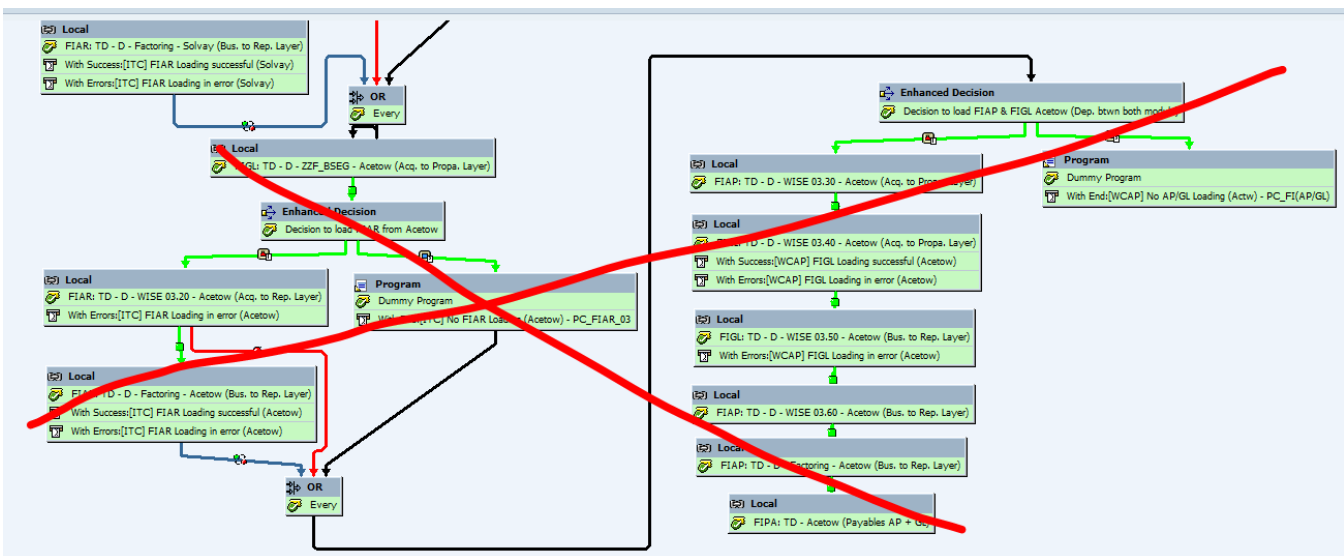 Local
FIAR: TD - D - Factoring - Solvay (Bus. to Rep. Layer)
With Success:[ITC] FIAR Loading successful (Solvay)
With Errors:[ITC] FIAR Loading in error (Solvay)
OR
Every
Local
FIGL: TD - D - ZZF_BSEG - Acetow (Acq. to Propa. Layer)
Enhanced Decision
Decision to load FIAR from Acetow
Local
FIAR: TD - D - WISE 03.20 - Acetow (Acq. to Rep. Layer)
With Errors:[ITC] FIAR Loading in error (Acetow)
Program
Dummy Program
With [ITC] No FIAR Loading (Acetow) - PC_FIAR_03
Local
TD - D - Factoring - Acetow (Bus. to Rep. Layer)
With Success:[ITC] FIAR Loading successful (Acetow)
With Errors:[ITC] FIAR Loading in error (Acetow)
OR
Every
Enhanced Decision
Decision to load FIAP & FIGL Acetow (Dep. btwn both
Local
FIAP: TD - D - WISE 03.30 - Acetow (Acq. to Propa. Layer)
Program
Dummy Program
With End:[WCAP] No AP/GL Loading (Actw) - PC_FI(AP/GL)
Local
TD - D - WISE 03.40 - Acetow (Acq. to Propa. Layer)
With Success:[WCAP] FIGL Loading successful (Acetow)
With Errors:[WCAP] FIGL Loading in error (Acetow)
Local
FIGL: TD - D - WISE 03.50 - Acetow (Bus. to Rep. Layer)
With Errors:[WCAP] FIGL Loading in error (Acetow)
Local
FIAP: TD - D - WISE 03.60 - Acetow (Bus. to Rep. Layer)
Local
FIAP: TD - D - Factoring - Acetow (Bus. to Rep. Layer)
Local
FIPA: TD - Acetow (Payables AP + GL)